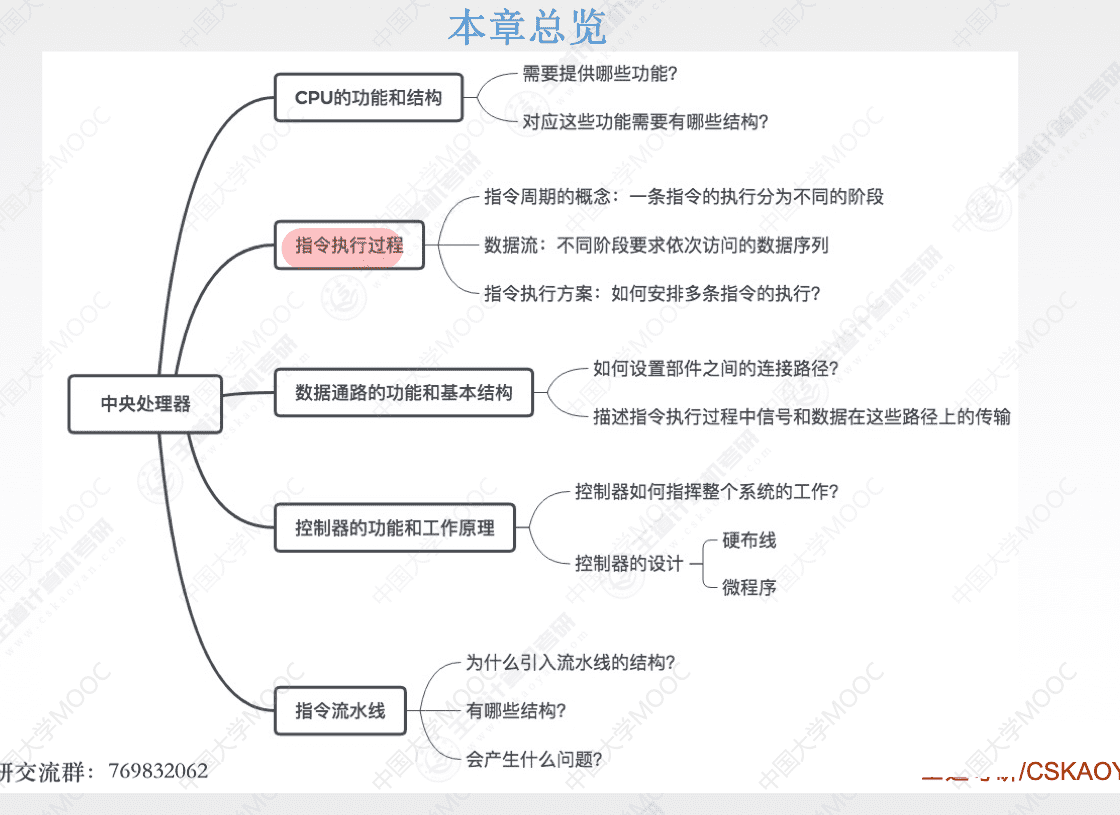 本章总览
CPU的功能和结构
需要提供哪些功能?
对应这些功能需要有哪些结构?
指令执行过程
指令周期的概念：一条指令的执行分为不同的阶段
数据流：不同阶段要求依次访问的数据序列
指令执行方案：如何安排多条指令的执行?
中央处理器
数据通路的功能和基本结构
如何设置部件之间的连接路径?
描述指令执行过程中信号和数据在这些路径上的传输
控制器的功能和工作原理
控制器如何指挥整个系统的工作?
控制器的设计
硬布线
微程序
指令流水线
为什么引入流水线的结构?
有哪些结构?
会产生什么问题?
研交流群：769832062
/CSKAOY
中国大学MOOC
王道计算机考研
www.cskaoyan.com